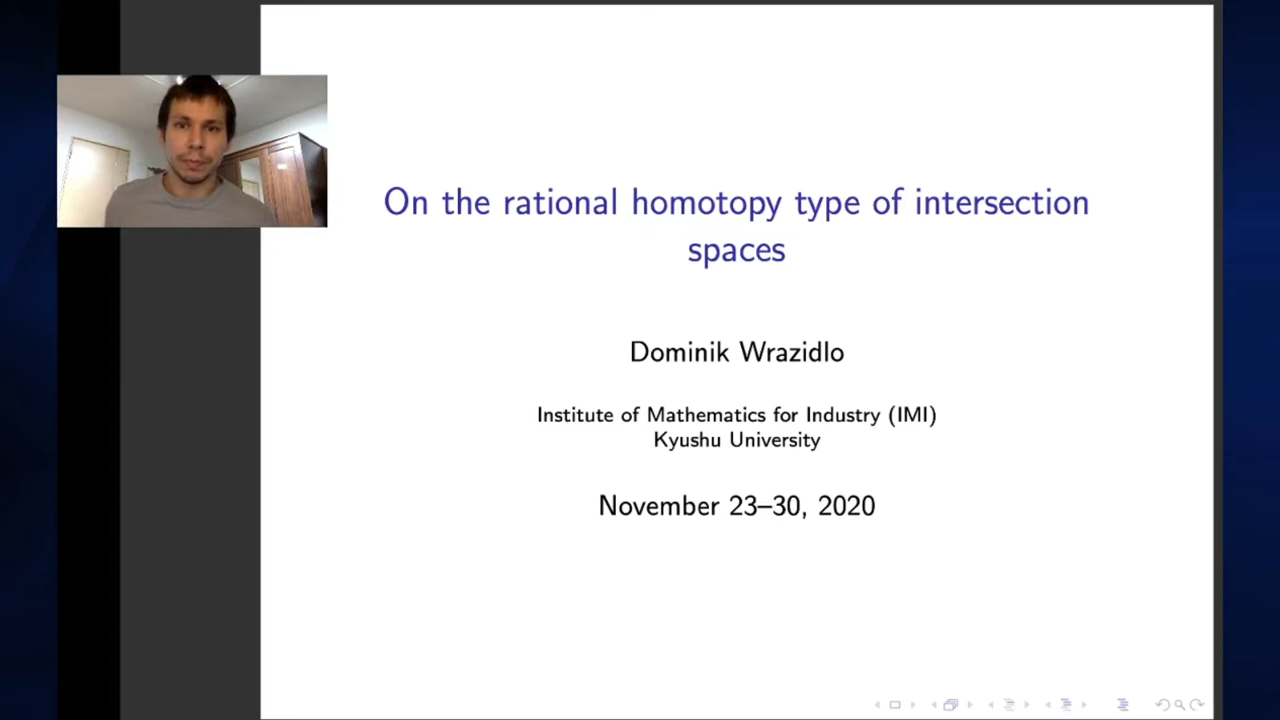 On the rational homotopy type of intersection
spaces
Dominik Wrazidlo
Institute of Mathematics for Industry (IMI)
Kyushu University
November 23–30, 2020